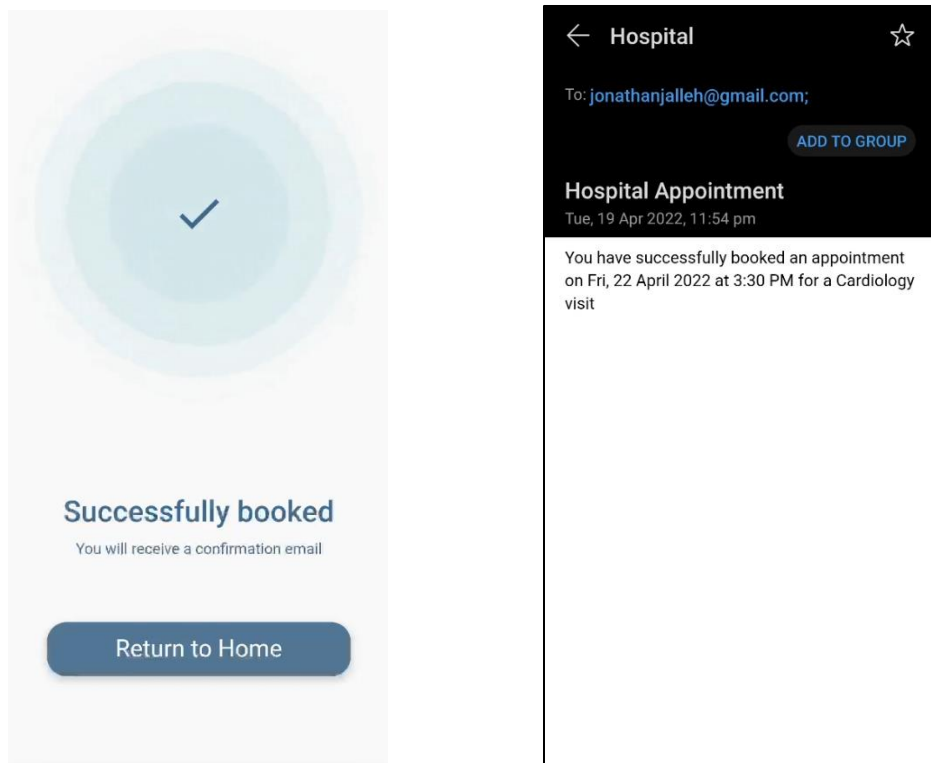 Successfully booked
You will receive a confirmation email
Return to Home
Hospital
To: jonathanjalleh@gmail.com;
ADD TO GROUP
Hospital Appointment
Tue, 19 Apr 2022, 11:54 pm
You have successfully booked an appointment
on Fri, 22 April 2022 at 3:30 PM for a Cardiology
visit